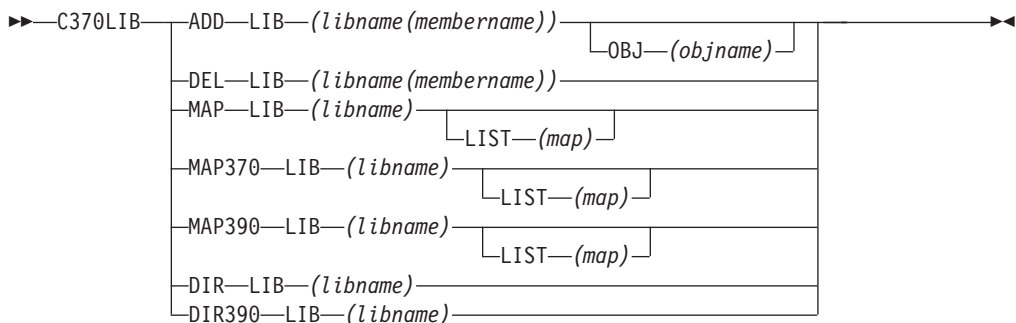 C370LIB ADD LIB (libname(membername))
OBJ (objname)
DEL LIB (libname(membername))
MAP LIB (libname)
LIST (map)
MAP370 LIB (libname)
LIST (map)
MAP390 LIB (libname)
LIST (map)
DIR LIB (libname)
DIR390 LIB (libname)